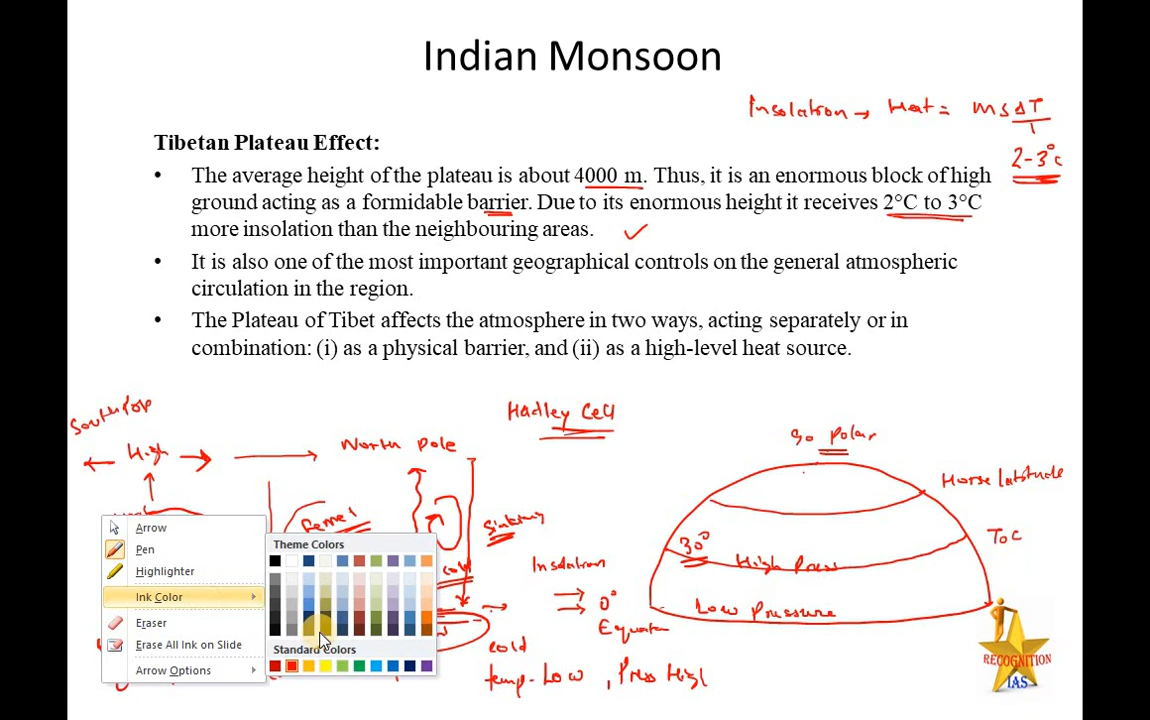 Indian Monsoon
Insolation → Heat = msΔT
2-3°c
Tibetan Plateau Effect:
• The average height of the plateau is about 4000 m. Thus, it is an enormous block of high
ground acting as a formidable barrier. Due to its enormous height it receives 2°C to 3°C
more insolation than the neighbouring areas.
• It is also one of the most important geographical controls on the general atmospheric
circulation in the region.
• The Plateau of Tibet affects the atmosphere in two ways, acting separately or in
combination: (i) as a physical barrier, and (ii) as a high-level heat source.
High
North pole
Hadley Cell
90 Polar
Horse latitude
Ferrel
Sinking
30°
High Press
Insolation
0°
Equator
Low Pressure
cold
cold
temp - Low , Press High
Arrow
Pen
Highlighter
Ink Color
Eraser
Erase All Ink on Slide
Arrow Options
Theme Colors
Standard Colors
RECOGNITION
IAS